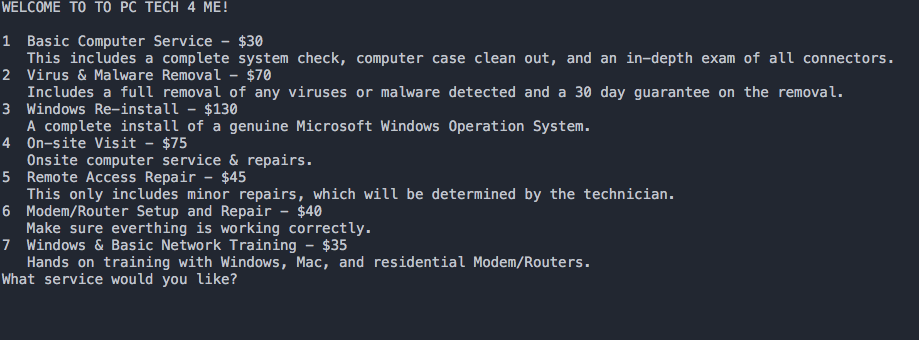 WELCOME TO TO PC TECH 4 ME!
1 Basic Computer Service – $30
This includes a complete system check, computer case clean out, and an in-depth exam of all connectors.
2 Virus & Malware Removal – $70
Includes a full removal of any viruses or malware detected and a 30 day guarantee on the removal.
3 Windows Re-install – $130
A complete install of a genuine Microsoft Windows Operation System.
4 On-site Visit – $75
Onsite computer service & repairs.
5 Remote Access Repair – $45
This only includes minor repairs, which will be determined by the technician.
6 Modem/Router Setup and Repair – $40
Make sure everthing is working correctly.
7 Windows & Basic Network Training – $35
Hands on training with Windows, Mac, and residential Modem/Routers.
What service would you like?